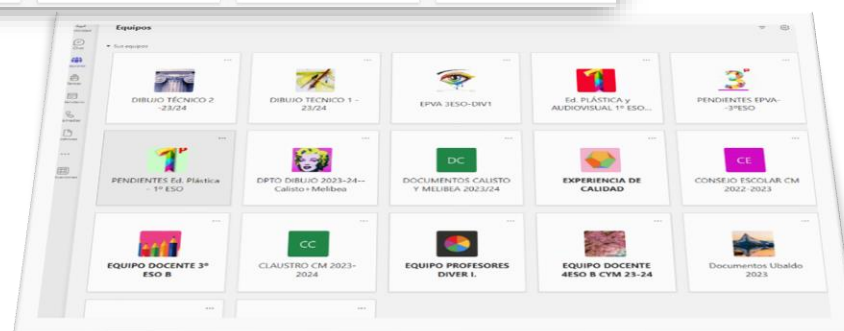 Equipos
Sus equipos
DIBUJO TÉCNICO 2
-23/24
DIBUJO TÉCNICO 1 -
23/24
EPVA 3ESO-DIV1
Ed. PLÁSTICA y
AUDIOVISUAL 1º ESO...
PENDIENTES EPVA-
-3ºESO
PENDIENTES Ed. Plástica
- 1º ESO
DPTO DIBUJO 2023-24--
Calisto y Melibea
DC
DOCUMENTOS CALISTO
Y MELIBEA 2023/24
EXPERIENCIA DE
CALIDAD
CE
CONSEJO ESCOLAR CM
2022-2023
EQUIPO DOCENTE 3º
ESO B
CC
CLAUSTRO CM 2023-
2024
EQUIPO PROFESORES
DIVER I.
EQUIPO DOCENTE
4ESO B CYM 23-24
Documentos Ubaldo
2023